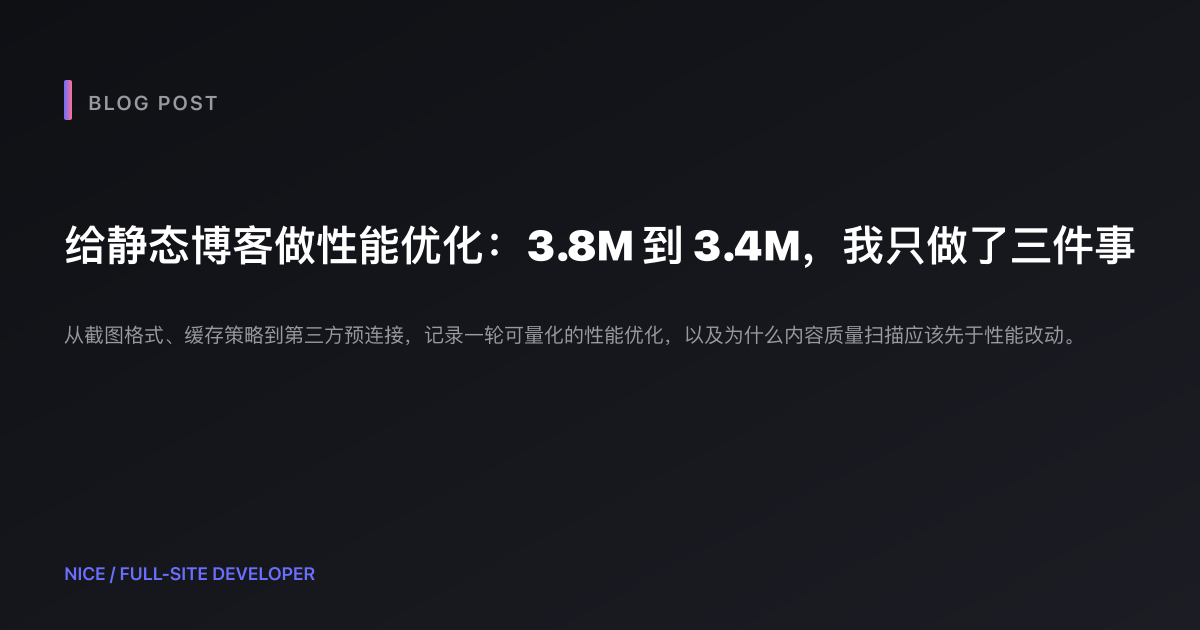 BLOG POST
给静态博客做性能优化：3.8M 到 3.4M，我只做了三件事
从截图格式、缓存策略到第三方预连接，记录一轮可量化的性能优化，以及为什么内容质量扫描应该先于性能改动。
NICE / FULL-SITE DEVELOPER